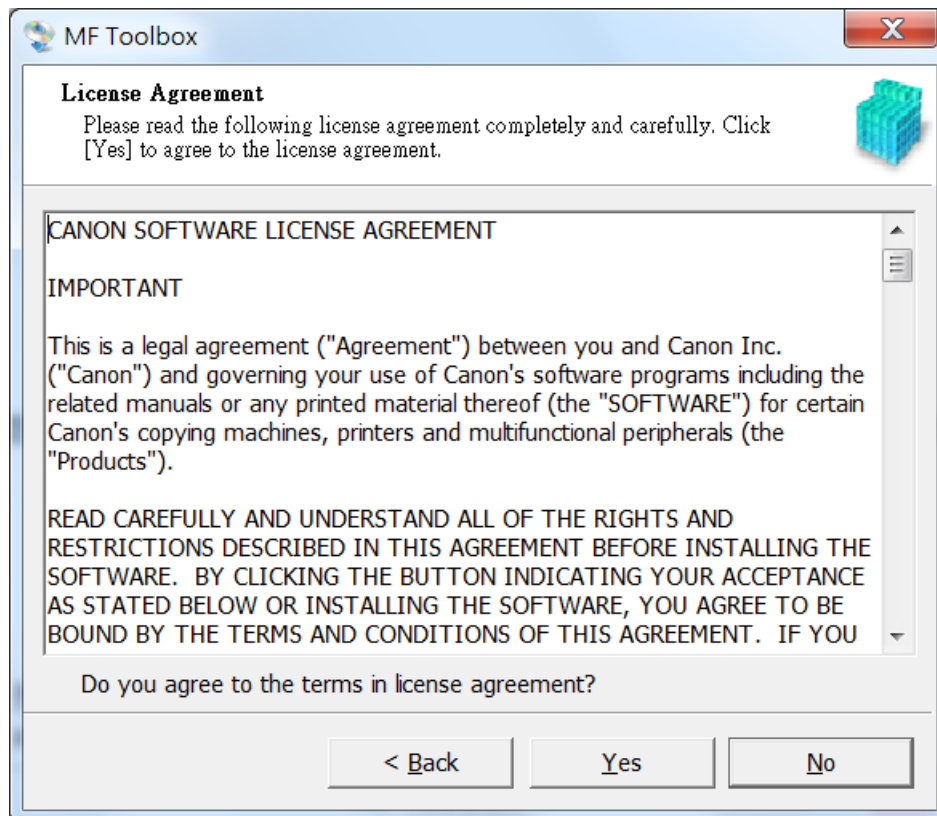 MF Toolbox
License Agreement
Please read the following license agreement completely and carefully. Click
[Yes] to agree to the license agreement.
CANON SOFTWARE LICENSE AGREEMENT
IMPORTANT
This is a legal agreement ("Agreement") between you and Canon Inc.
("Canon") and governing your use of Canon's software programs including the
related manuals or any printed material thereof (the "SOFTWARE") for certain
Canon's copying machines, printers and multifunctional peripherals (the
"Products").
READ CAREFULLY AND UNDERSTAND ALL OF THE RIGHTS AND
RESTRICTIONS DESCRIBED IN THIS AGREEMENT BEFORE INSTALLING THE
SOFTWARE.  BY CLICKING THE BUTTON INDICATING YOUR ACCEPTANCE
AS STATED BELOW OR INSTALLING THE SOFTWARE, YOU AGREE TO BE
BOUND BY THE TERMS AND CONDITIONS OF THIS AGREEMENT.  IF YOU
Do you agree to the terms in license agreement?
< Back
Yes
No